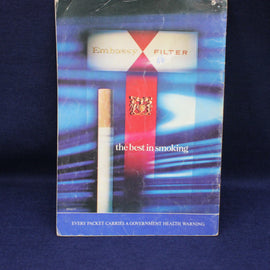 Embassy FILTER
the best in smoking
EVERY PACKET CARRIES A GOVERNMENT HEALTH WARNING